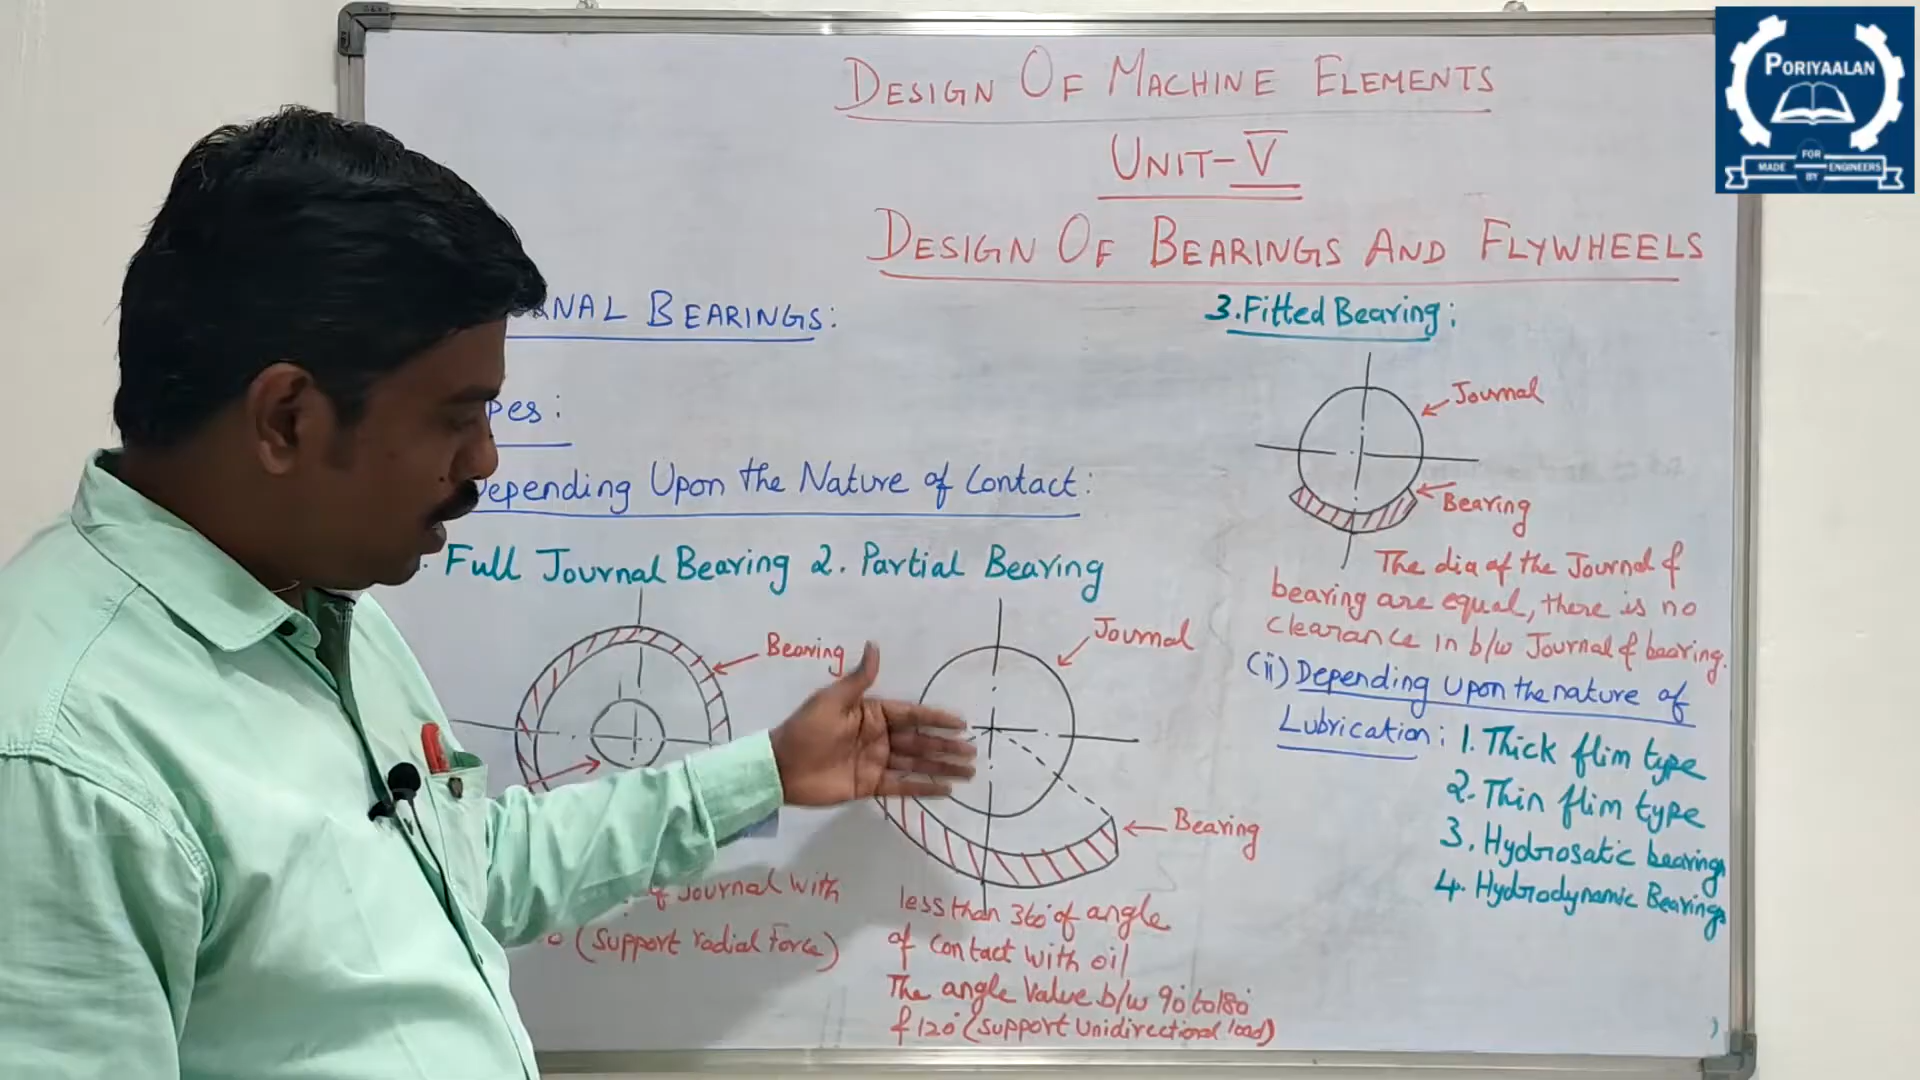 DESIGN OF MACHINE ELEMENTS
UNIT-V
DESIGN OF BEARINGS AND FLYWHEELS
NAL BEARINGS:
pes:
Depending Upon the Nature of Contact:
Full Journal Bearing 2. Partial Bearing
Bearing
Journal
Bearing
of Journal with
(Support radial Force)
less than 360° of angle
of contact with oil
The angle Value b/w 90° to 180°
& 120° (Support Unidirectional load)
3. Fitted Bearing:
Journal
Bearing
The dia of the Journal &
bearing are equal, there is no
clearance in b/w Journal & bearing.
(ii) Depending upon the nature of
Lubrication: 1. Thick flim type
2. Thin flim type
3. Hydrosatic bearings
4. Hydrodynamic Bearings
PORIYAALAN
MADE FOR BY ENGINEERS